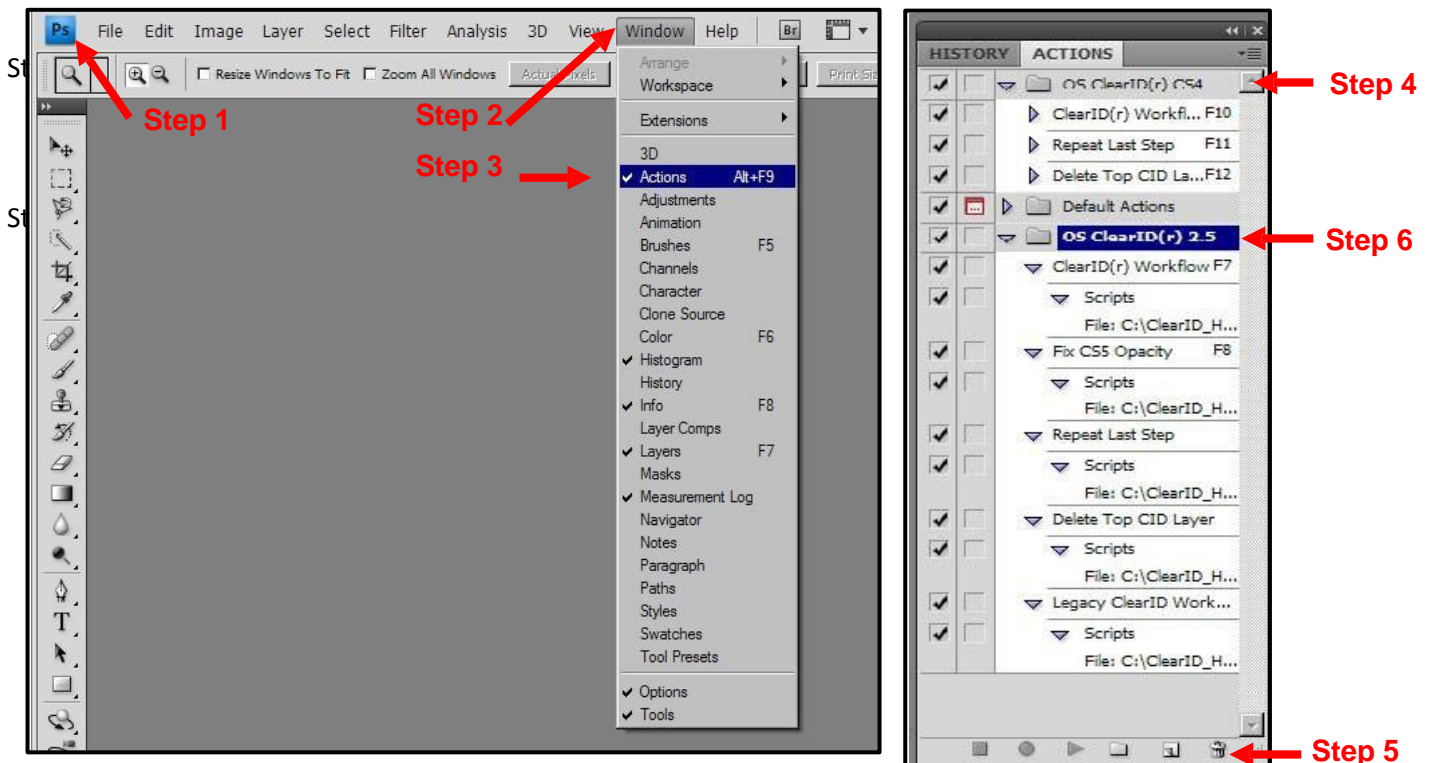 Ps File Edit Image Layer Select Filter Analysis 3D View Window Help Br
St
Resize Windows To Fit Zoom All Windows Actual Pixels Print Siz
Step 1
Step 2
Step 3
St
Arrange
Workspace
Extensions
3D
Actions Alt+F9
Adjustments
Animation
Brushes F5
Channels
Character
Clone Source
Color F6
Histogram
History
Info F8
Layer Comps
Layers F7
Masks
Measurement Log
Navigator
Notes
Paragraph
Paths
Styles
Swatches
Tool Presets
Options
Tools
HISTORY ACTIONS
OS ClearID(r) CS4
Step 4
ClearID(r) Workfl... F10
Repeat Last Step F11
Delete Top CID La...F12
Default Actions
OS ClearID(r) 2.5
Step 6
ClearID(r) Workflow F7
Scripts
File: C:\ClearID_H...
Fix CS5 Opacity F8
Scripts
File: C:\ClearID_H...
Repeat Last Step
Scripts
File: C:\ClearID_H...
Delete Top CID Layer
Scripts
File: C:\ClearID_H...
Legacy ClearID Work...
Scripts
File: C:\ClearID_H...
Step 5